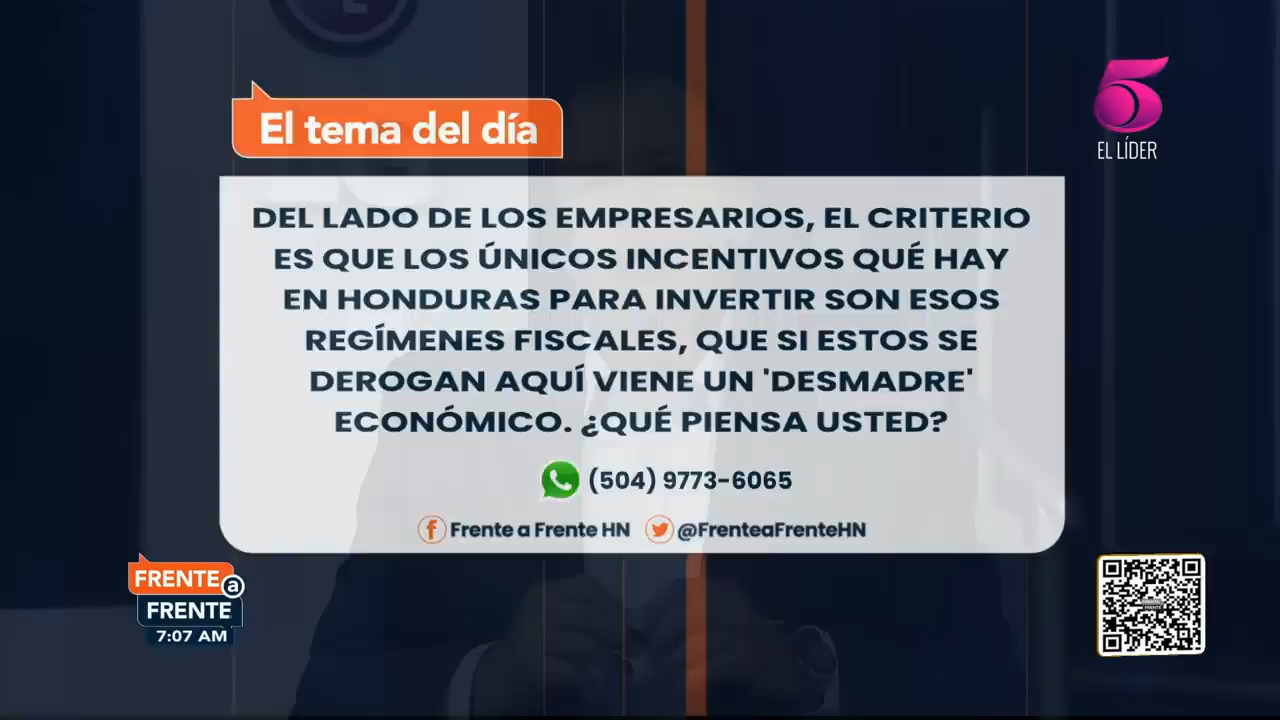 El tema del día
5
EL LÍDER
DEL LADO DE LOS EMPRESARIOS, EL CRITERIO
ES QUE LOS ÚNICOS INCENTIVOS QUÉ HAY
EN HONDURAS PARA INVERTIR SON ESOS
REGÍMENES FISCALES, QUE SI ESTOS SE
DEROGAN AQUÍ VIENE UN 'DESMADRE'
ECONÓMICO. ¿QUÉ PIENSA USTED?
(504) 9773-6065
Frente a Frente HN @FrenteaFrenteHN
FRENTE a
FRENTE
7:07 AM